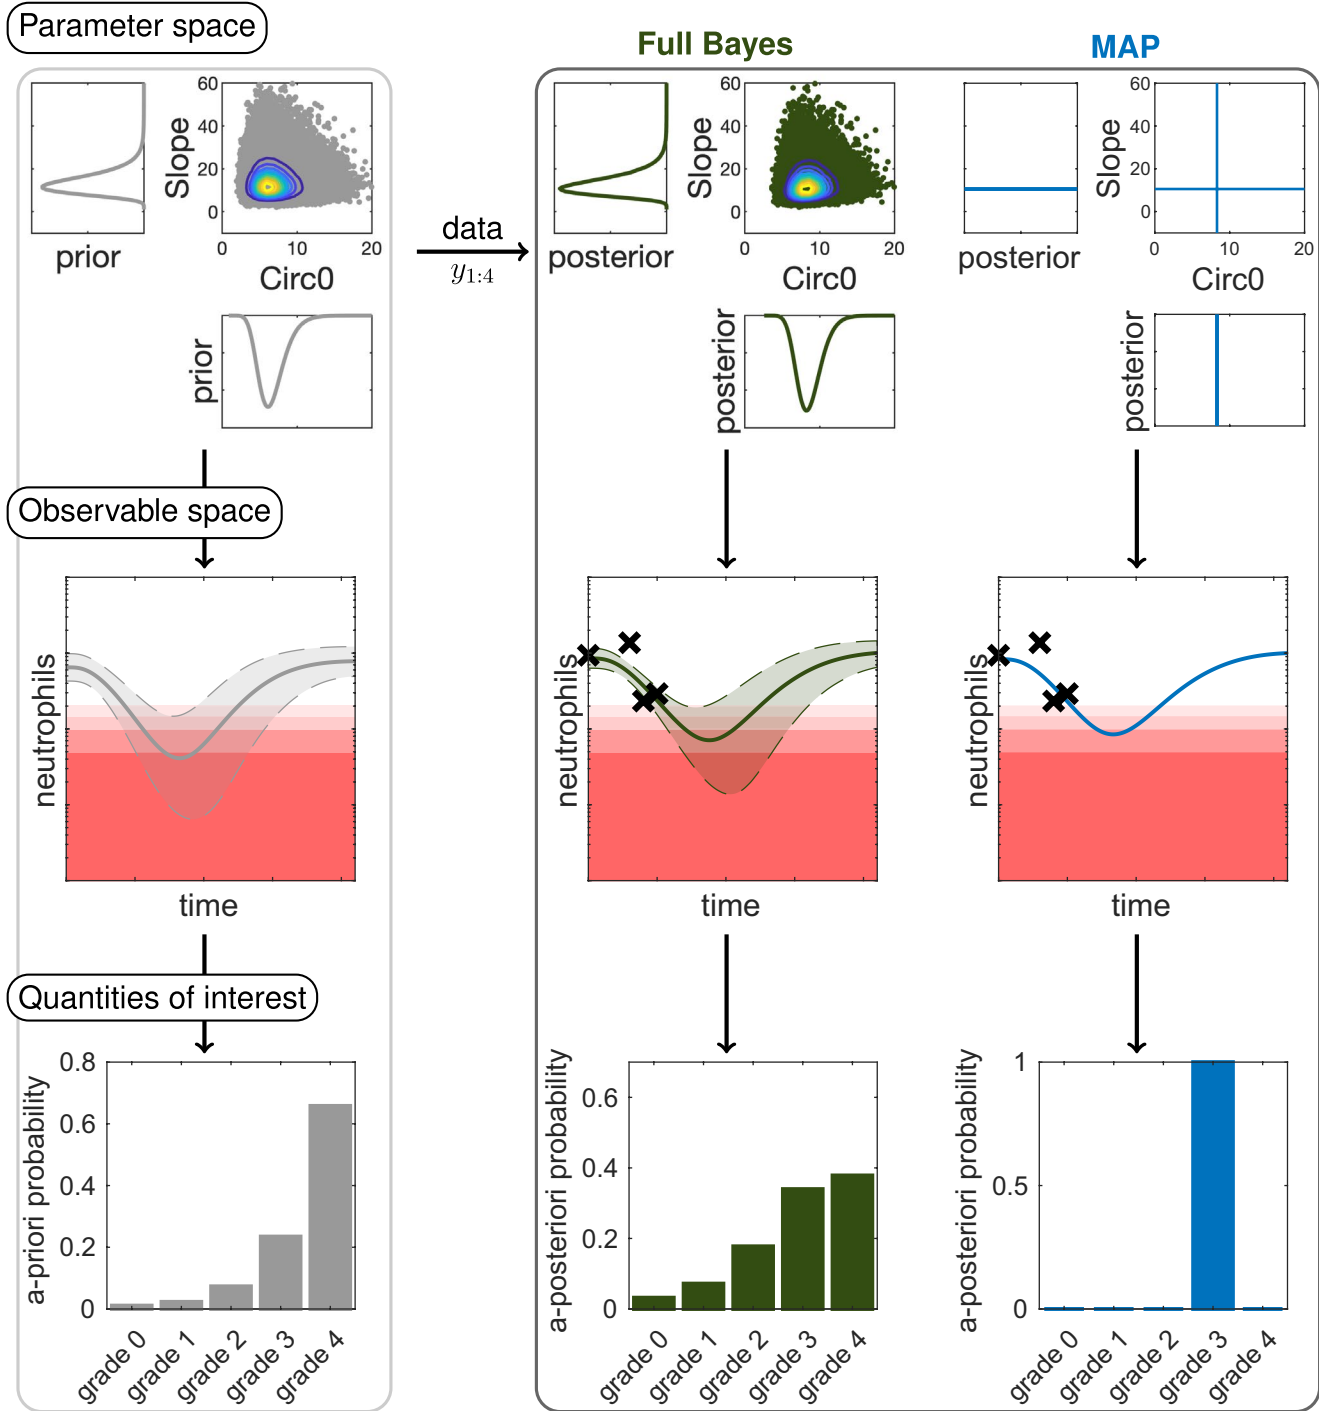 Parameter space
Full Bayes
MAP
60
40
20
0
Slope
0
10
20
Circ0
prior
prior
data
y1:4
60
40
20
0
Slope
0
10
20
Circ0
posterior
posterior
60
40
20
0
Slope
0
10
20
Circ0
posterior
posterior
Observable space
neutrophils
time
neutrophils
time
neutrophils
time
Quantities of interest
a-priori probability
0.8
0.6
0.4
0.2
0
grade 0
grade 1
grade 2
grade 3
grade 4
a-posteriori probability
0.6
0.4
0.2
0
grade 0
grade 1
grade 2
grade 3
grade 4
a-posteriori probability
1
0.5
0
grade 0
grade 1
grade 2
grade 3
grade 4